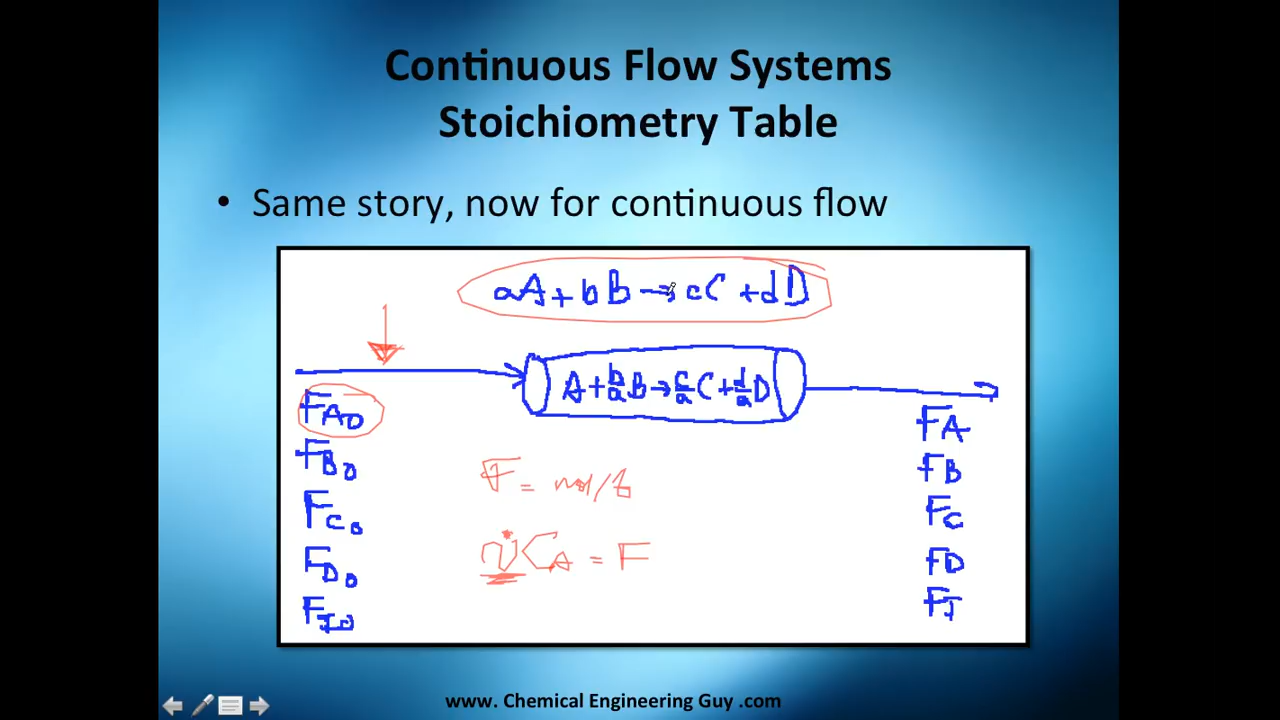 Continuous Flow Systems
Stoichiometry Table
• Same story, now for continuous flow
aA + bB → cC + dD
A + b/a B → c/a C + d/a D
FA0
FB0
FC0
FD0
FI0
F = mol/t
v̇ CA = F
FA
FB
FC
FD
FI
www. Chemical Engineering Guy .com